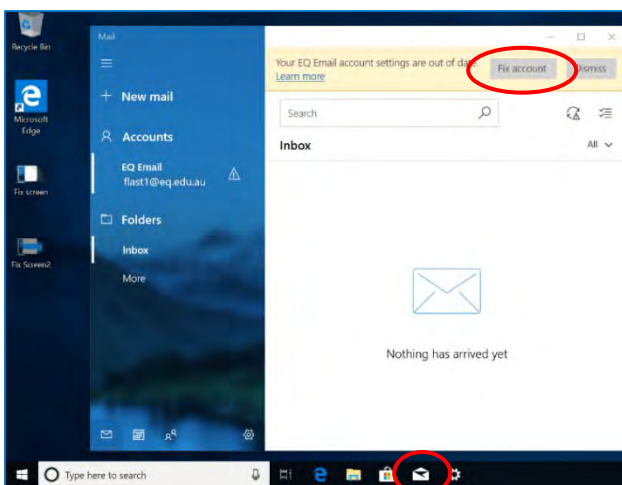 Recycle Bin
Microsoft
Edge
Fix screen
Fix Screen2
Mail
+ New mail
Accounts
EQ Email
flast1@eq.edu.au
Folders
Inbox
More
Your EQ Email account settings are out of date.
Learn more
Fix account
Dismiss
Search
Inbox
All
Nothing has arrived yet
Type here to search